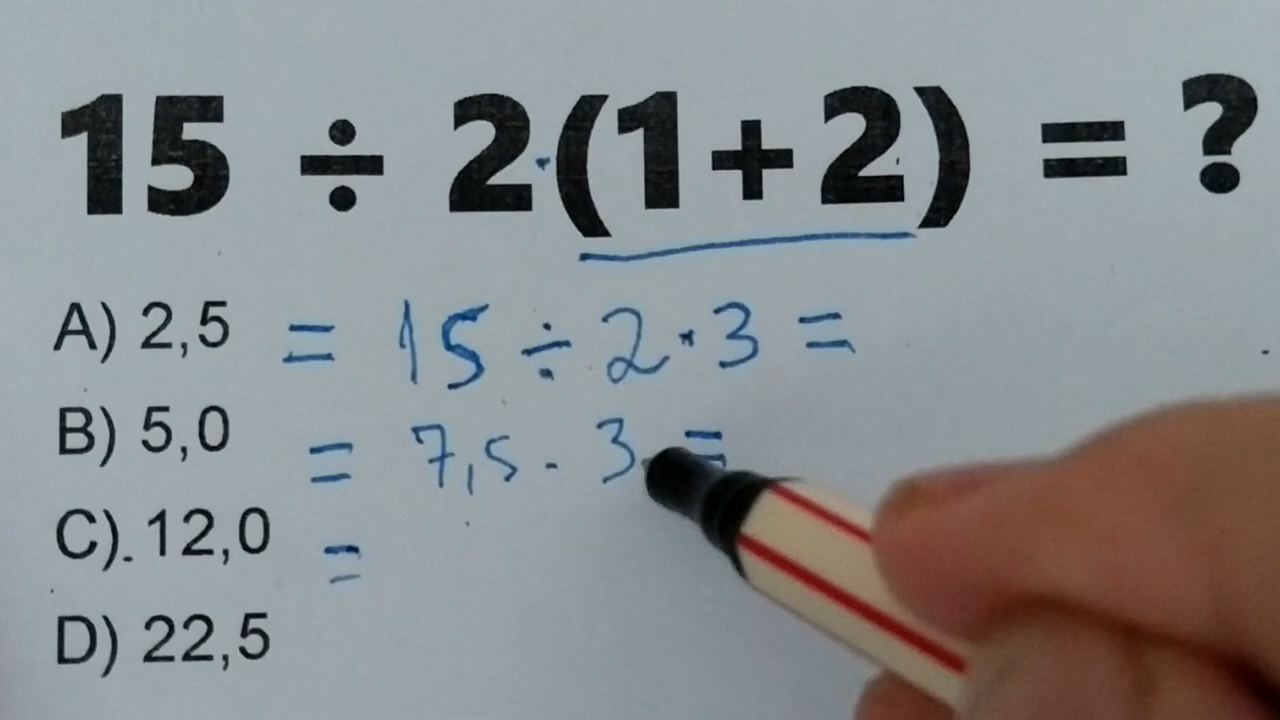 15 ÷ 2·(1+2) = ?
A) 2,5 = 15 ÷ 2 · 3 =
B) 5,0 = 7,5 · 3 =
C) 12,0 =
D) 22,5